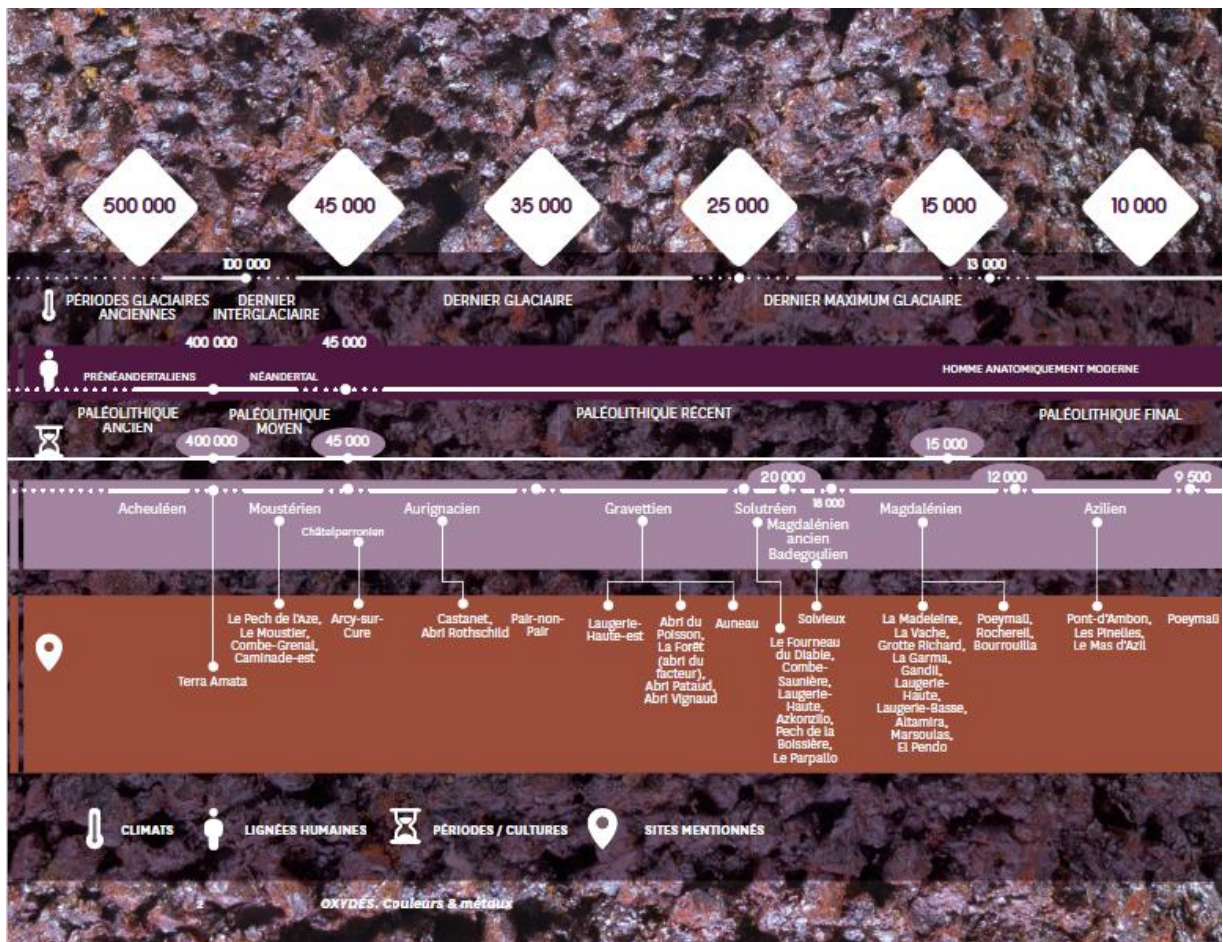 500 000
45 000
35 000
25 000
15 000
10 000
100 000
13 000
PÉRIODES GLACIAIRES
ANCIENNES
DERNIER
INTERGLACIAIRE
DERNIER GLACIAIRE
DERNIER MAXIMUM GLACIAIRE
400 000
45 000
PRÉNÉANDERTALIENS
NÉANDERTAL
HOMME ANATOMIQUEMENT MODERNE
PALÉOLITHIQUE
ANCIEN
PALÉOLITHIQUE
MOYEN
PALÉOLITHIQUE RÉCENT
PALÉOLITHIQUE FINAL
400 000
45 000
15 000
20 000
18 000
12 000
9 500
Acheuléen
Moustérien
Châtelperronien
Aurignacien
Gravettien
Solutréen
Magdalénien
ancien
Badegoulien
Magdalénien
Azilien
Terra Amata
Le Pech de l'Aze,
Le Moustier,
Combe-Grenal,
Caminade-est
Arcy-sur-
Cure
Castanet,
Abri Rothschild
Pair-non-
Pair
Laugerie-
Haute-est
Abri du
Poisson,
La Forêt
(abri du
facteur),
Abri Pataud,
Abri Vignaud
Auneau
Le Fourneau
du Diable,
Combe-
Saunière,
Laugerie-
Haute,
Azkonzilo,
Pech de la
Boissière,
Le Parpallo
Solvieux
La Madeleine,
La Vache,
Grotte Richard,
La Garma,
Gandil,
Laugerie-
Haute,
Laugerie-Basse,
Altamira,
Marsoulas,
El Pendo
Poeymaü,
Rochereil,
Bourrouilla
Pont-d'Ambon,
Les Pinelles,
Le Mas d'Azil
Poeymaü
CLIMATS
LIGNÉES HUMAINES
PÉRIODES / CULTURES
SITES MENTIONNÉS
2
OXYDES. Couleurs & métaux